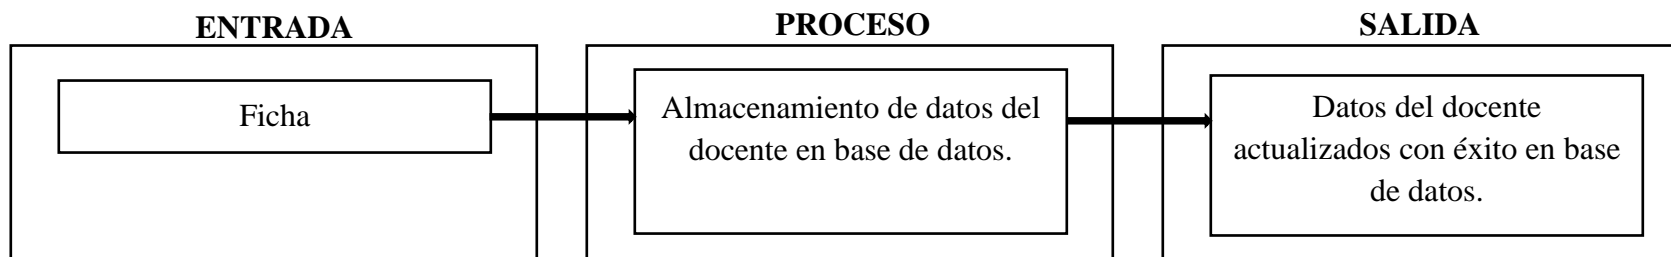 ENTRADA
PROCESO
SALIDA
Ficha
Almacenamiento de datos del
docente en base de datos.
Datos del docente
actualizados con éxito en base
de datos.